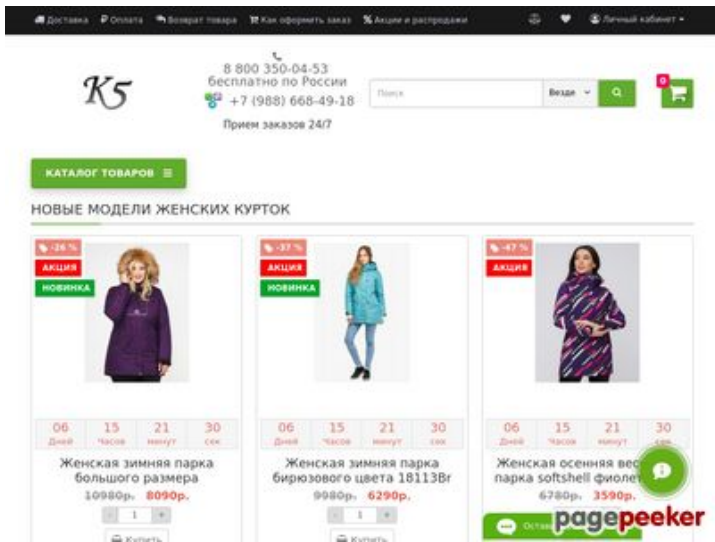 Доставка Оплата Возврат товара Как оформить заказ Акции и распродажи Личный кабинет
K5
8 800 350-04-53
бесплатно по России
+7 (988) 668-49-18
Прием заказов 24/7
Поиск Везде
0
КАТАЛОГ ТОВАРОВ
НОВЫЕ МОДЕЛИ ЖЕНСКИХ КУРТОК
-26 % -37 % -47 %
АКЦИЯ АКЦИЯ АКЦИЯ
НОВИНКА НОВИНКА
06 15 21 30 06 15 21 30 06 15 21 30
Дней Часов минут сек Дней Часов минут сек Дней Часов минут сек
Женская зимняя парка
большого размера
10980р. 8090р.
1
Купить
Женская зимняя парка
бирюзового цвета 18113Br
9980р. 6290р.
1
Купить
Женская осенняя вес
парка softshell фиолет
6780р. 3590р.
Остав
pagepeeker